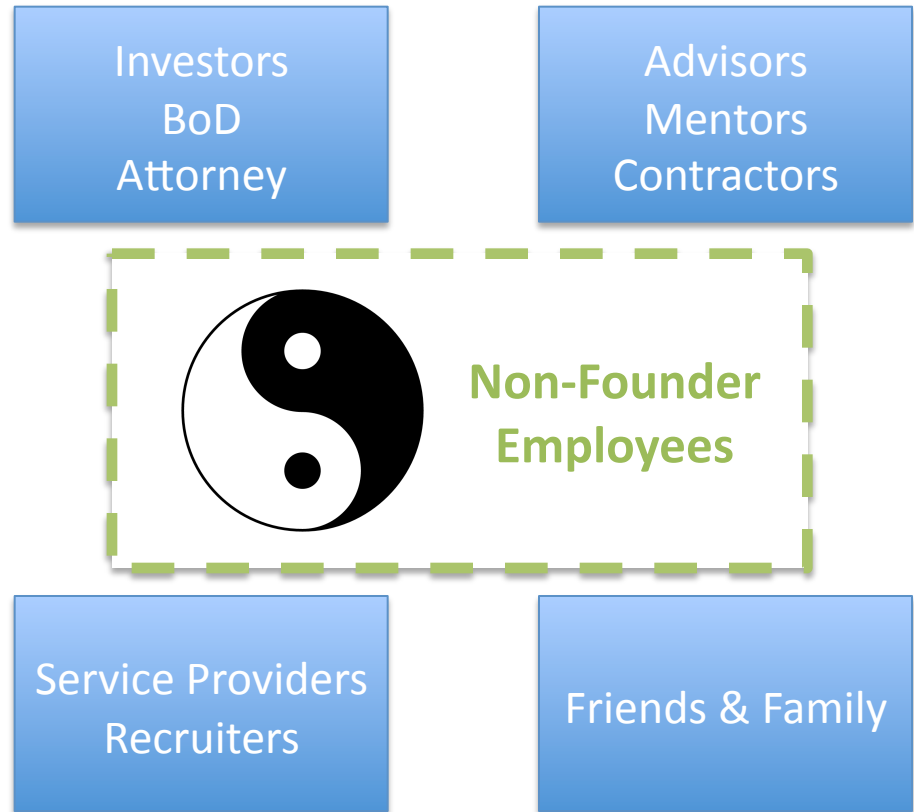 Investors
BoD
Attorney
Advisors
Mentors
Contractors
Non-Founder
Employees
Service Providers
Recruiters
Friends & Family